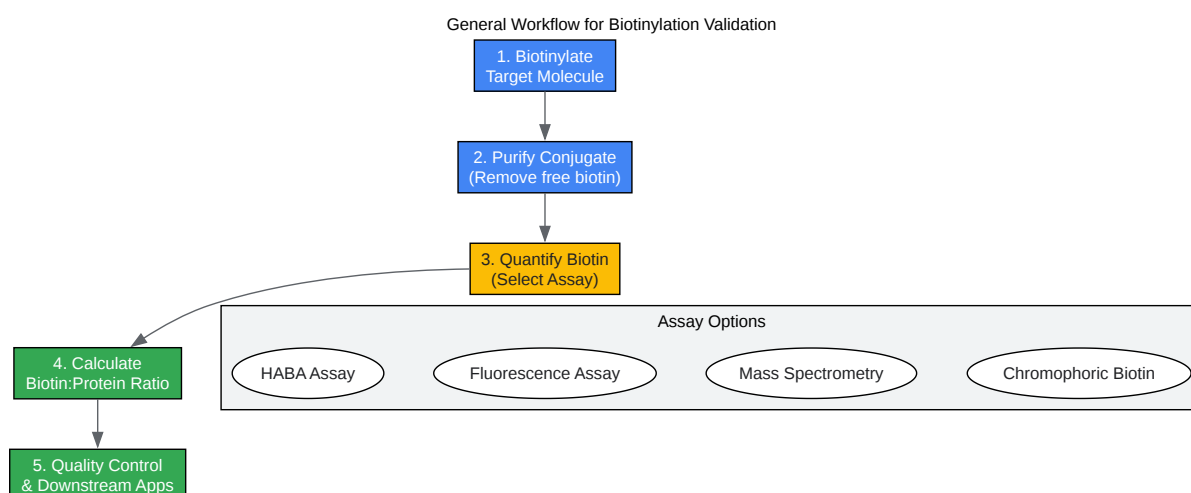 General Workflow for Biotinylation Validation
1. Biotinylate
Target Molecule
2. Purify Conjugate
(Remove free biotin)
3. Quantify Biotin
(Select Assay)
Assay Options
HABA Assay
Fluorescence Assay
Mass Spectrometry
Chromophoric Biotin
4. Calculate
Biotin:Protein Ratio
5. Quality Control
& Downstream Apps